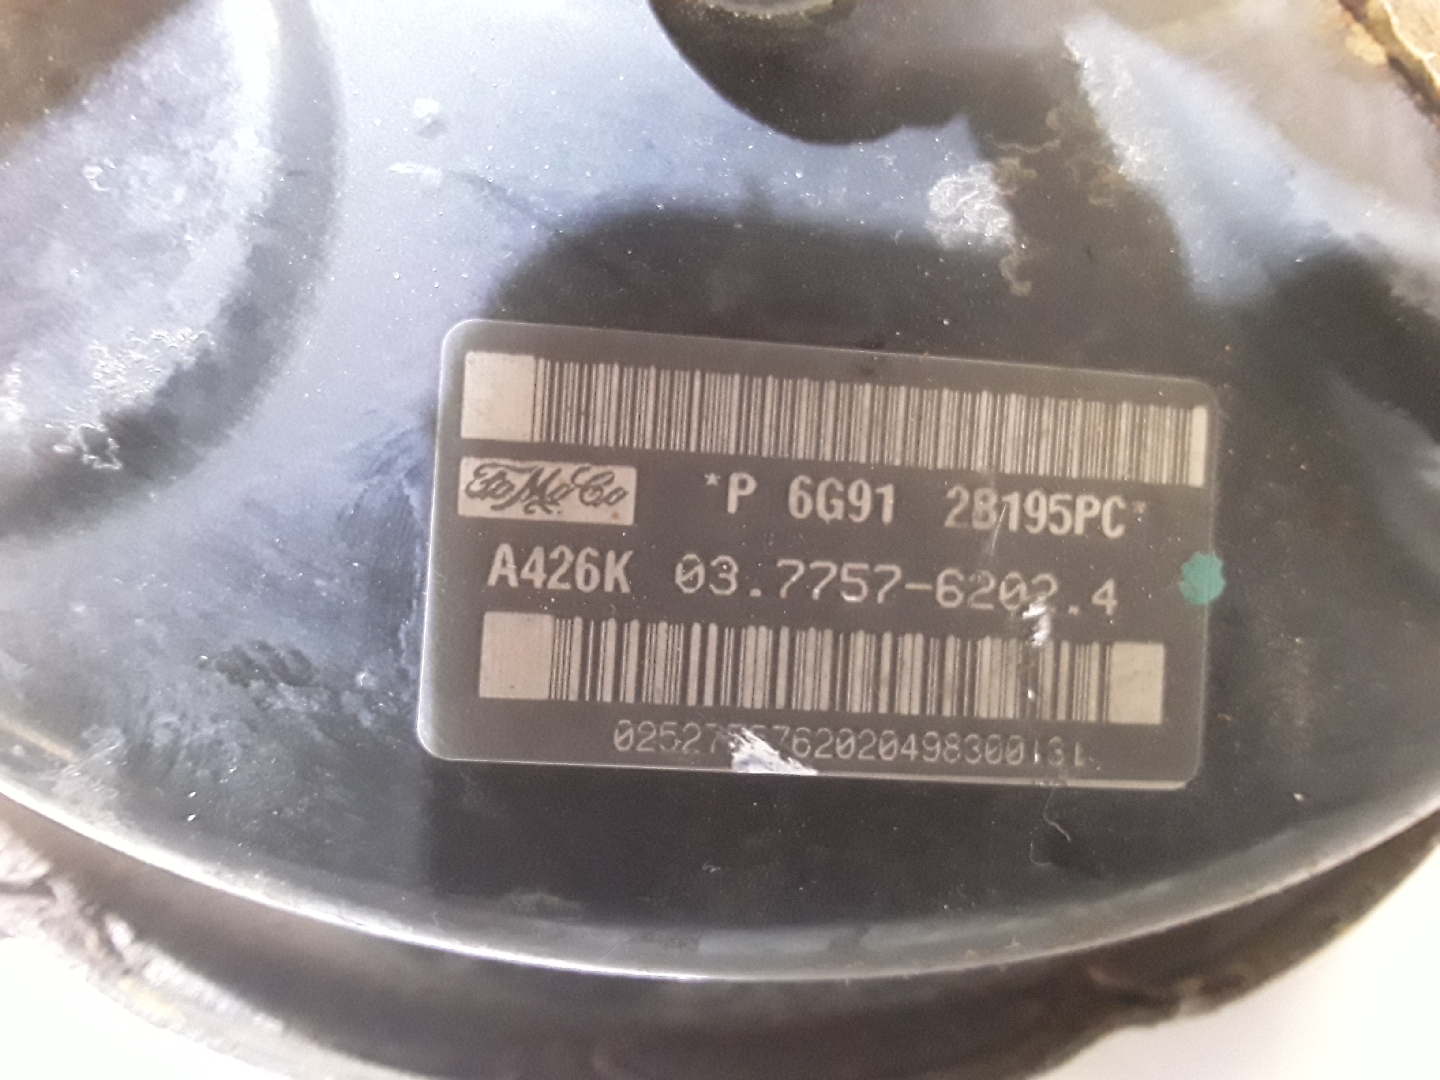 FoMoCo *P 6G91 2B195PC*
A426K 03.7757-6202.4